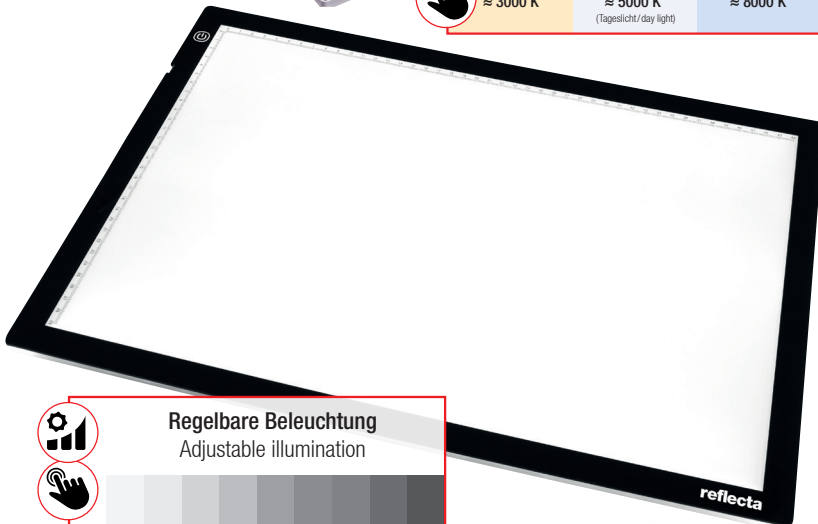 ≈ 3000 K
≈ 5000 K
≈ 8000 K
(Tageslicht/day light)
Regelbare Beleuchtung
Adjustable illumination
reflecta